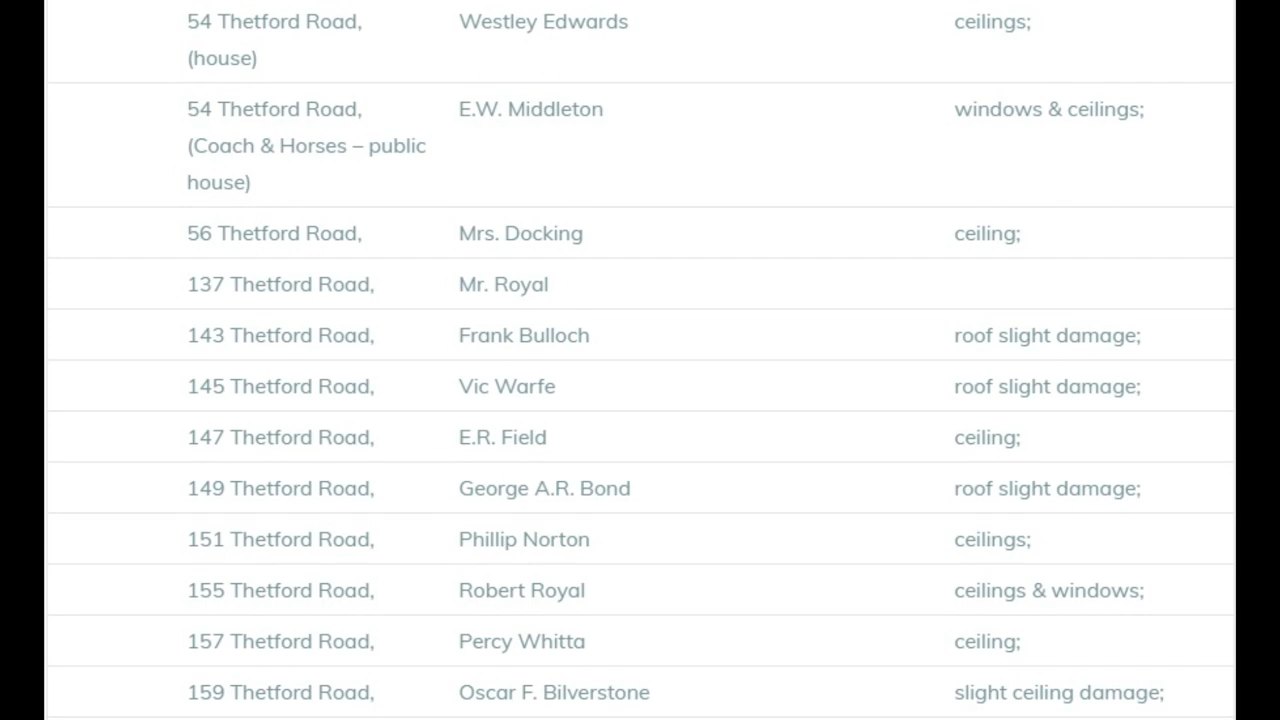 54 Thetford Road, Westley Edwards ceilings;
(house)
54 Thetford Road, E.W. Middleton windows & ceilings;
(Coach & Horses – public
house)
56 Thetford Road, Mrs. Docking ceiling;
137 Thetford Road, Mr. Royal
143 Thetford Road, Frank Bulloch roof slight damage;
145 Thetford Road, Vic Warfe roof slight damage;
147 Thetford Road, E.R. Field ceiling;
149 Thetford Road, George A.R. Bond roof slight damage;
151 Thetford Road, Phillip Norton ceilings;
155 Thetford Road, Robert Royal ceilings & windows;
157 Thetford Road, Percy Whitta ceiling;
159 Thetford Road, Oscar F. Bilverstone slight ceiling damage;